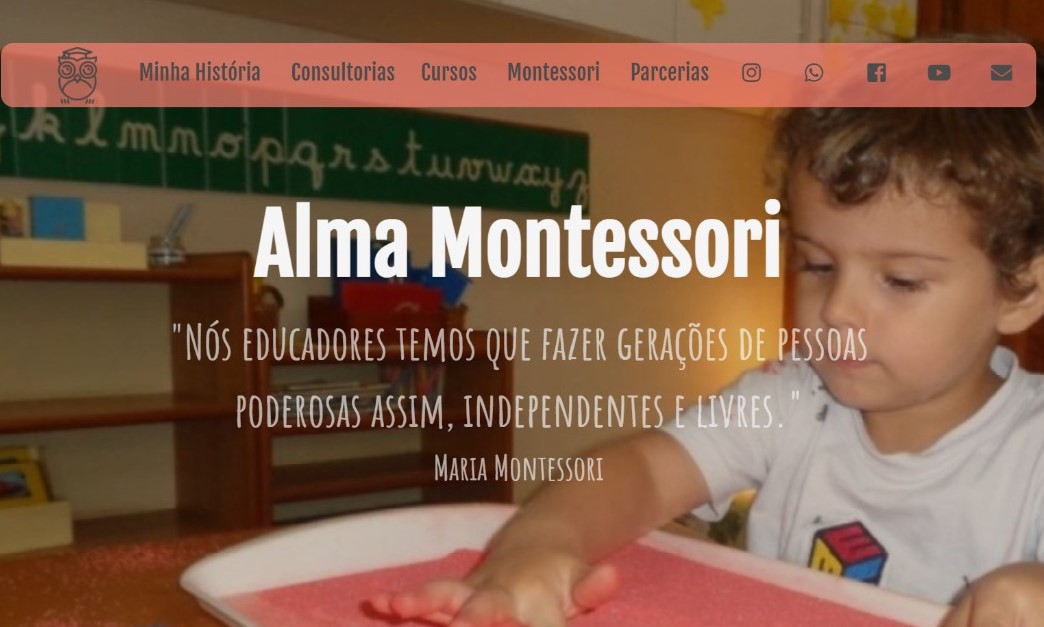 Minha História Consultorias Cursos Montessori Parcerias
k l m n o p q r s t u v w x y z
Alma Montessori
"Nós educadores temos que fazer gerações de pessoas
poderosas assim, independentes e livres."
Maria Montessori